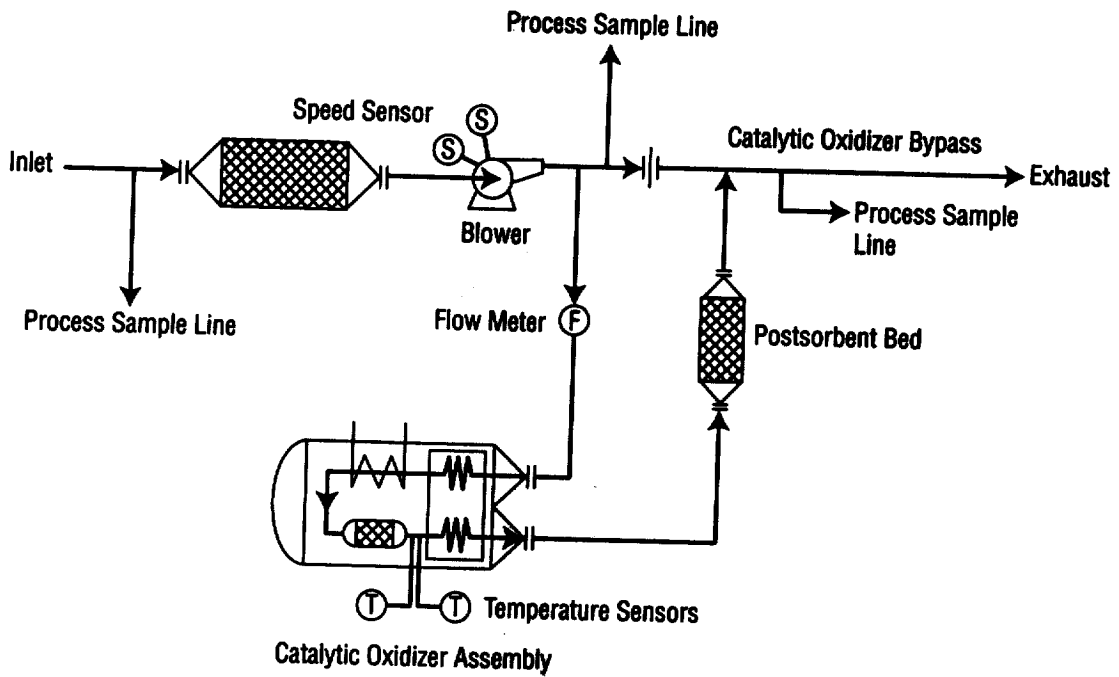 Process Sample Line
Speed Sensor
S
S
Catalytic Oxidizer Bypass
Inlet
Exhaust
Process Sample
Line
Blower
Process Sample Line
Flow Meter
F
Postsorbent Bed
T
T
Temperature Sensors
Catalytic Oxidizer Assembly